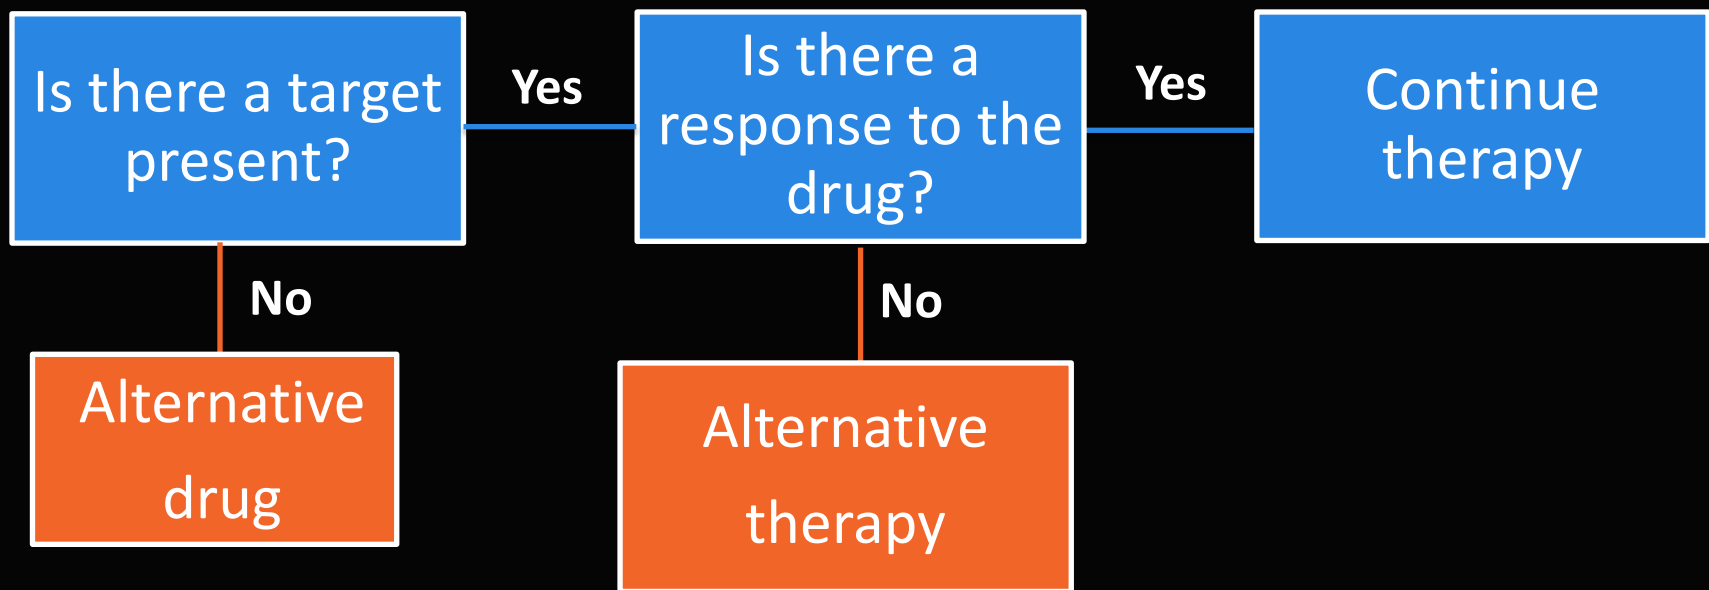 Is there a target
present?
Yes
Is there a
response to the
drug?
Yes
Continue
therapy
No
No
Alternative
drug
Alternative
therapy